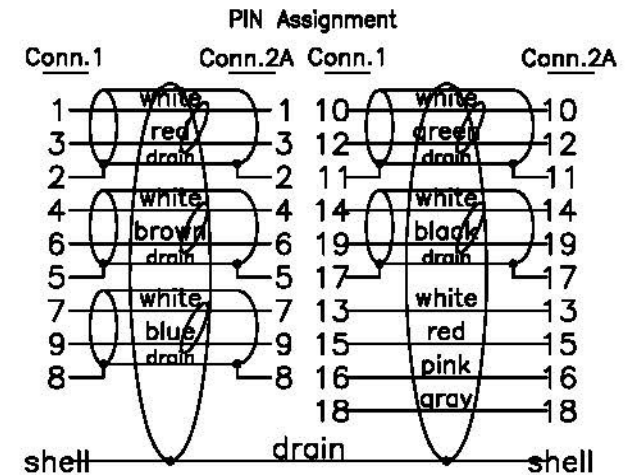 PIN Assignment
Conn.1 Conn.2A Conn.1 Conn.2A
1 white 1 10 white 10
3 red 3 12 green 12
2 drain 2 11 drain 11
4 white 4 14 white 14
6 brown 6 19 black 19
5 drain 5 17 drain 17
7 white 7 13 white 13
9 blue 9 15 red 15
8 drain 8 16 pink 16
18 gray 18
shell drain shell